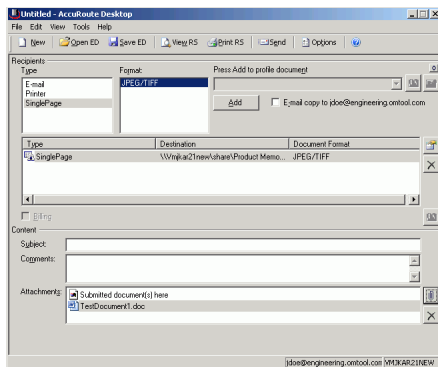 Untitled - AccuRoute Desktop
File Edit View Tools Help
New Open ED Save ED View RS Print RS Send Options
Recipients
Type Format Press Add to profile document
E-mail
Printer
SinglePage
JPEG/TIFF
Add E-mail copy to jdoe@engineering.omtool.com
Type Destination Document Format
SinglePage \\Vmjkar21new\share\Product Memo... JPEG/TIFF
Billing
Content
Subject:
Comments:
Attachments:
Submitted document(s) here
TestDocument1.doc
jdoe@engineering.omtool.com VMJKAR21NEW